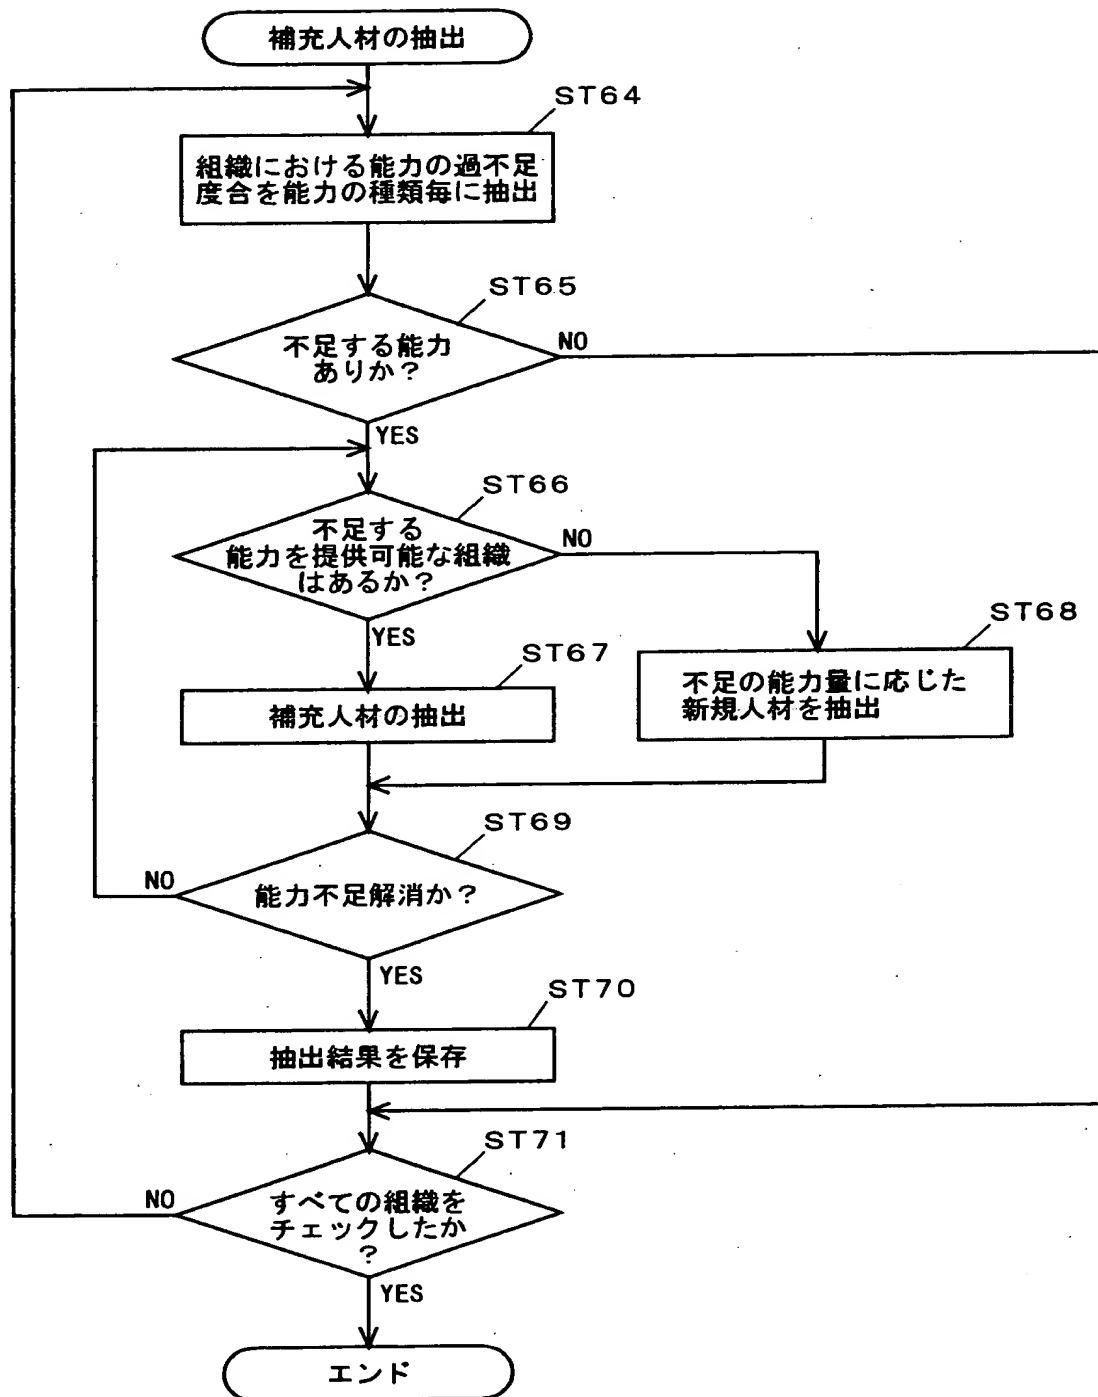 補充人材の抽出
ST64
組織における能力の過不足
度合を能力の種類毎に抽出
ST65
不足する能力
ありか?
NO
YES
ST66
不足する
能力を提供可能な組織
はあるか?
NO
YES
ST67
補充人材の抽出
ST68
不足の能力量に応じた
新規人材を抽出
ST69
能力不足解消か?
NO
YES
ST70
抽出結果を保存
ST71
すべての組織を
チェックしたか
?
NO
YES
エンド